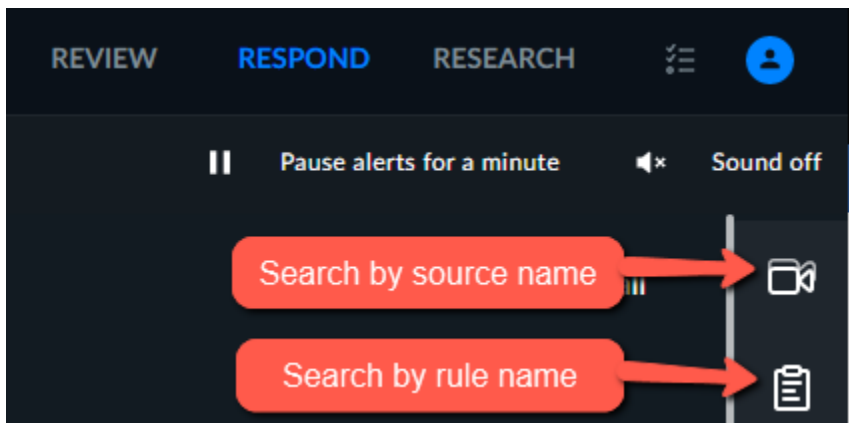 REVIEW RESPOND RESEARCH
Pause alerts for a minute Sound off
Search by source name
Search by rule name